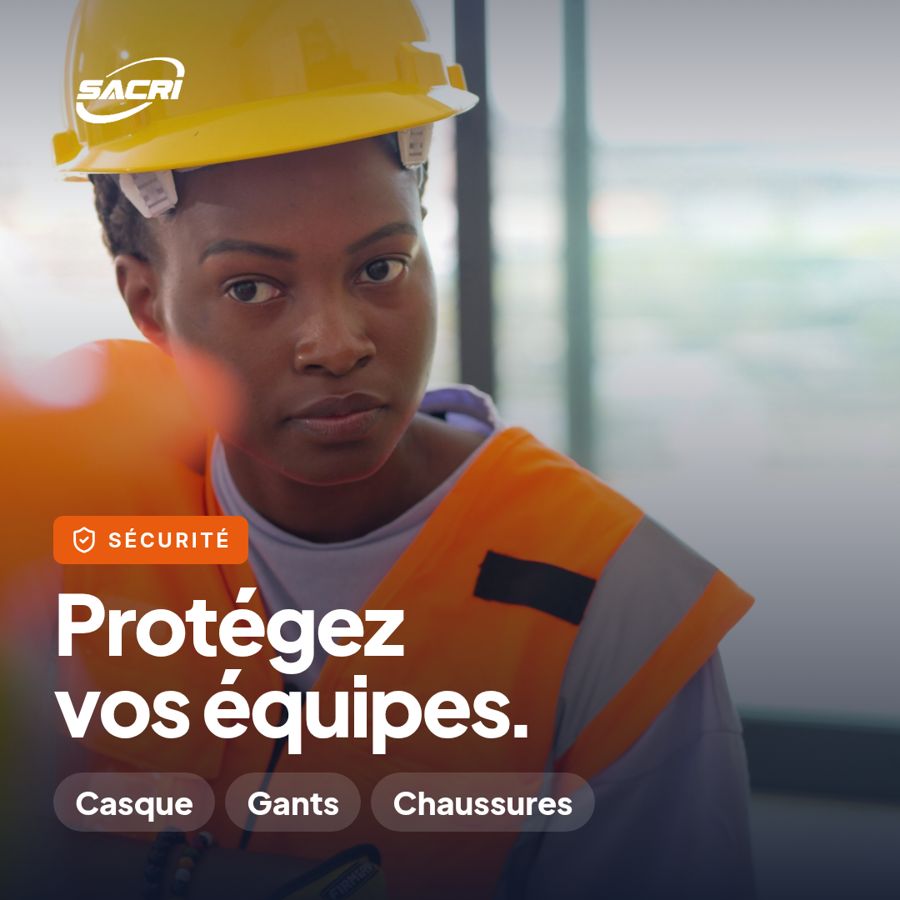 SACRI
SÉCURITÉ
Protégez
vos équipes.
Casque Gants Chaussures